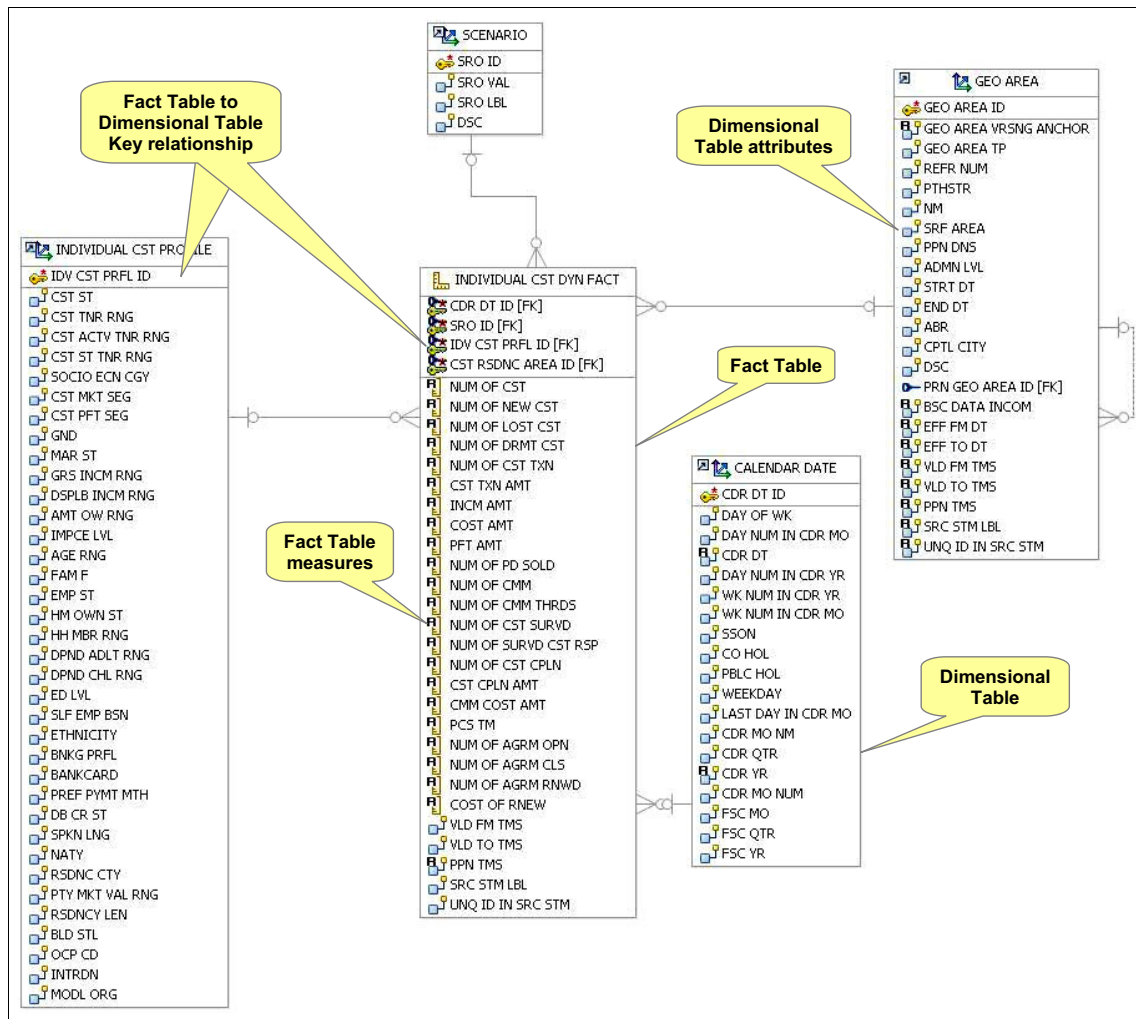 SCENARIO
SRO ID
SRO VAL
SRO LBL
DSC
Fact Table to
Dimensional Table
Key relationship
Dimensional
Table attributes
GEO AREA
GEO AREA ID
GEO AREA VRSNG ANCHOR
GEO AREA TP
REFR NUM
PTHSTR
NM
SRF AREA
PPN DNS
ADMN LVL
STRT DT
END DT
ABR
CPTL CITY
DSC
PRN GEO AREA ID [FK]
BSC DATA INCOM
EFF FM DT
EFF TO DT
VLD FM TMS
VLD TO TMS
PPN TMS
SRC STM LBL
UNQ ID IN SRC STM
INDIVIDUAL CST PROFILE
IDV CST PRFL ID
CST ST
CST TNR RNG
CST ACTV TNR RNG
CST ST TNR RNG
SOCIO ECN CGY
CST MKT SEG
CST PFT SEG
GND
MAR ST
GRS INCM RNG
DSPLB INCM RNG
AMT OW RNG
IMPCE LVL
AGE RNG
FAM F
EMP ST
HM OWN ST
HH MBR RNG
DPND ADLT RNG
DPND CHL RNG
ED LVL
SLF EMP BSN
ETHNICITY
BNKG PRFL
BANKCARD
PREF PYMT MTH
DB CR ST
SPKN LNG
NATY
RSDNC CTY
PTY MKT VAL RNG
RSDNCY LEN
BLD STL
OCP CD
INTRDN
MODL ORG
INDIVIDUAL CST DYN FACT
CDR DT ID [FK]
SRO ID [FK]
IDV CST PRFL ID [FK]
CST RSDNC AREA ID [FK]
NUM OF CST
NUM OF NEW CST
NUM OF LOST CST
NUM OF DRMT CST
NUM OF CST TXN
CST TXN AMT
INCM AMT
COST AMT
PFT AMT
NUM OF PD SOLD
NUM OF CMM
NUM OF CMM THRDS
NUM OF CST SURVD
NUM OF SURVD CST RSP
NUM OF CST CPLN
CST CPLN AMT
CMM COST AMT
PCS TM
NUM OF AGRM OPN
NUM OF AGRM CLS
NUM OF AGRM RNWD
COST OF RNEW
VLD FM TMS
VLD TO TMS
PPN TMS
SRC STM LBL
UNQ ID IN SRC STM
Fact Table
Fact Table
measures
CALENDAR DATE
CDR DT ID
DAY OF WK
DAY NUM IN CDR MO
CDR DT
DAY NUM IN CDR YR
WK NUM IN CDR YR
WK NUM IN CDR MO
SSON
CO HOL
PBLC HOL
WEEKDAY
LAST DAY IN CDR MO
CDR MO NM
CDR QTR
CDR YR
CDR MO NUM
FSC MO
FSC QTR
FSC YR
Dimensional
Table